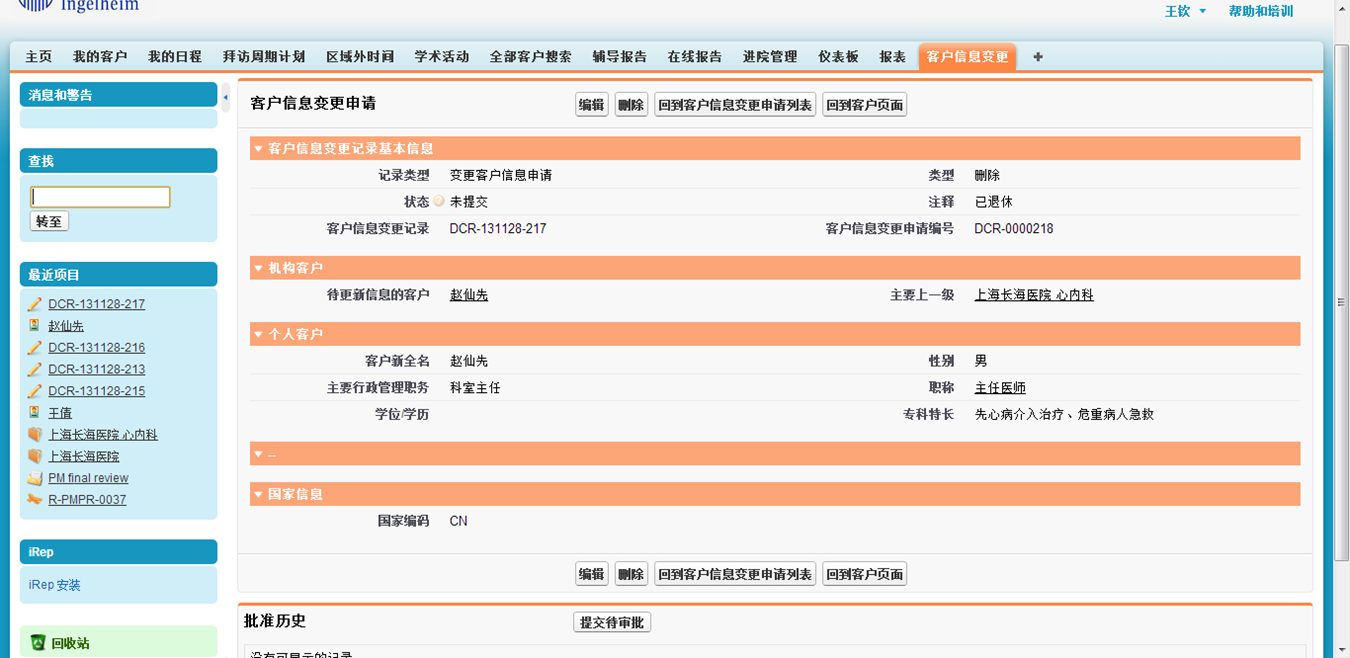 Ingelheim
王钦 帮助和培训
主页 我的客户 我的日程 拜访周期计划 区域外时间 学术活动 全部客户搜索 辅导报告 在线报告 进院管理 仪表板 报表 客户信息变更 +
消息和警告
查找
转至
最近项目
DCR-131128-217
赵仙先
DCR-131128-216
DCR-131128-213
DCR-131128-215
王倩
上海长海医院 心内科
上海长海医院
PM final review
R-PMPR-0037
iRep
iRep 安装
回收站
客户信息变更申请 编辑 删除 回到客户信息变更申请列表 回到客户页面
客户信息变更记录基本信息
记录类型 变更客户信息申请 类型 删除
状态 未提交 注释 已退休
客户信息变更记录 DCR-131128-217 客户信息变更申请编号 DCR-0000218
机构客户
待更新信息的客户 赵仙先 主要上一级 上海长海医院 心内科
个人客户
客户新全名 赵仙先 性别 男
主要行政管理职务 科室主任 职称 主任医师
学位/学历 专科特长 先心病介入治疗、危重病人急救
--
国家信息
国家编码 CN
编辑 删除 回到客户信息变更申请列表 回到客户页面
批准历史 提交待审批
没有可显示的记录